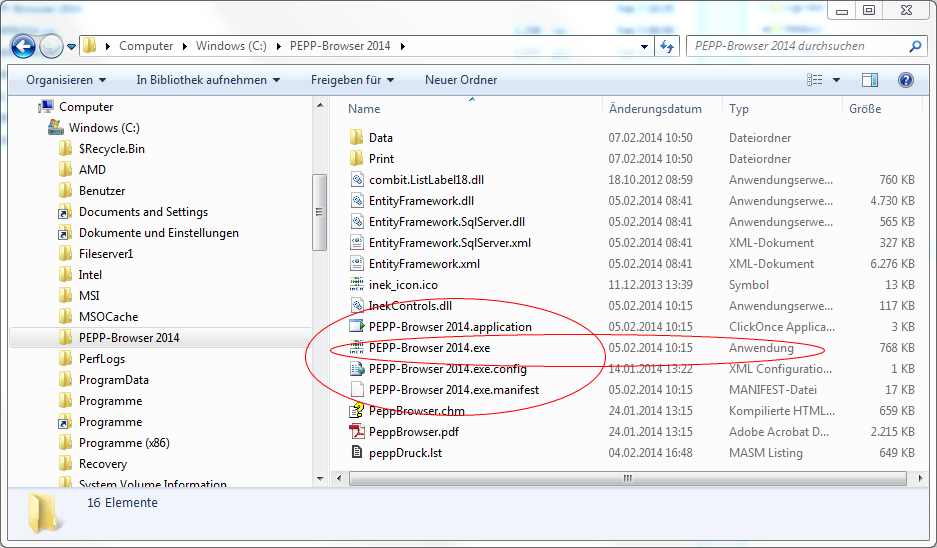 Computer Windows (C:) PEPP-Browser 2014
PEPP-Browser 2014 durchsuchen
Organisieren In Bibliothek aufnehmen Freigeben für Neuer Ordner
Computer
Windows (C:)
$Recycle.Bin
AMD
Benutzer
Documents and Settings
Dokumente und Einstellungen
Fileserver1
Intel
MSI
MSOCache
PEPP-Browser 2014
PerfLogs
ProgramData
Programme
Programme
Programme (x86)
Recovery
System Volume Information
Name Änderungsdatum Typ Größe
Data 07.02.2014 10:50 Dateiordner
Print 07.02.2014 10:50 Dateiordner
combit.ListLabel18.dll 18.10.2012 08:59 Anwendungserwe... 760 KB
EntityFramework.dll 05.02.2014 08:41 Anwendungserwe... 4.730 KB
EntityFramework.SqlServer.dll 05.02.2014 08:41 Anwendungserwe... 565 KB
EntityFramework.SqlServer.xml 05.02.2014 08:41 XML-Dokument 327 KB
EntityFramework.xml 05.02.2014 08:41 XML-Dokument 6.276 KB
inek_icon.ico 11.12.2013 13:39 Symbol 13 KB
InekControls.dll 05.02.2014 10:15 Anwendungserwe... 117 KB
PEPP-Browser 2014.application 05.02.2014 10:15 ClickOnce Applica... 3 KB
PEPP-Browser 2014.exe 05.02.2014 10:15 Anwendung 768 KB
PEPP-Browser 2014.exe.config 14.01.2014 13:22 XML Configuratio... 1 KB
PEPP-Browser 2014.exe.manifest 05.02.2014 10:15 MANIFEST-Datei 17 KB
PeppBrowser.chm 24.01.2014 13:15 Kompilierte HTML... 659 KB
PeppBrowser.pdf 24.01.2014 13:15 Adobe Acrobat D... 2.215 KB
peppDruck.lst 04.02.2014 16:48 MASM Listing 649 KB
16 Elemente